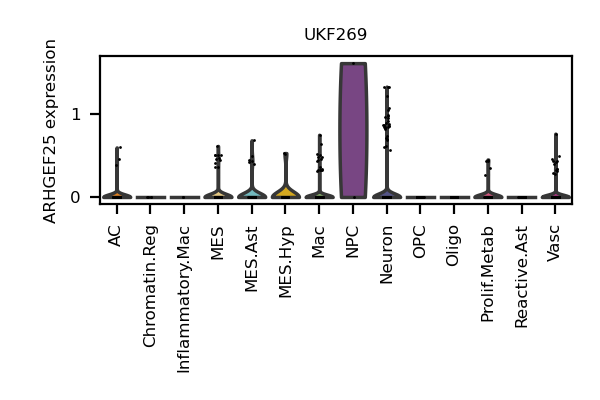 UKF269
ARHGEF25 expression
1
0
AC
Chromatin.Reg
Inflammatory.Mac
MES
MES.Ast
MES.Hyp
Mac
NPC
Neuron
OPC
Oligo
Prolif.Metab
Reactive.Ast
Vasc